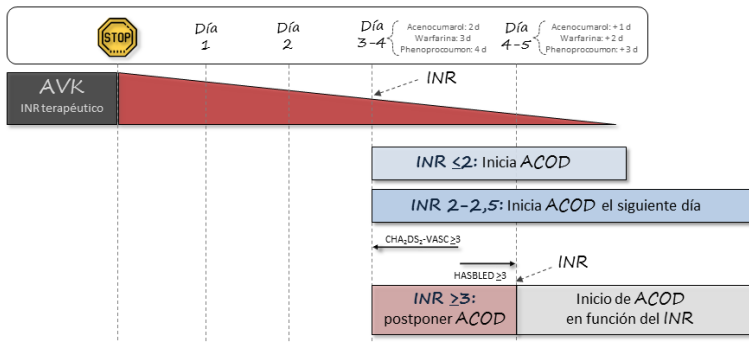 STOP
Día
1
Día
2
Día
3-4
Acenocumarol: 2 d
Warfarina: 3 d
Phenoprocoumon: 4 d
Día
4-5
Acenocumarol: +1 d
Warfarina: +2 d
Phenoprocoumon: +3 d
AVK
INR terapéutico
INR
INR ≤2: Inicia ACOD
INR 2-2,5: Inicia ACOD el siguiente día
CHA₂DS₂-VASC ≥3
HASBLED ≥3
INR
INR ≥3:
postponer ACOD
Inicio de ACOD
en función del INR